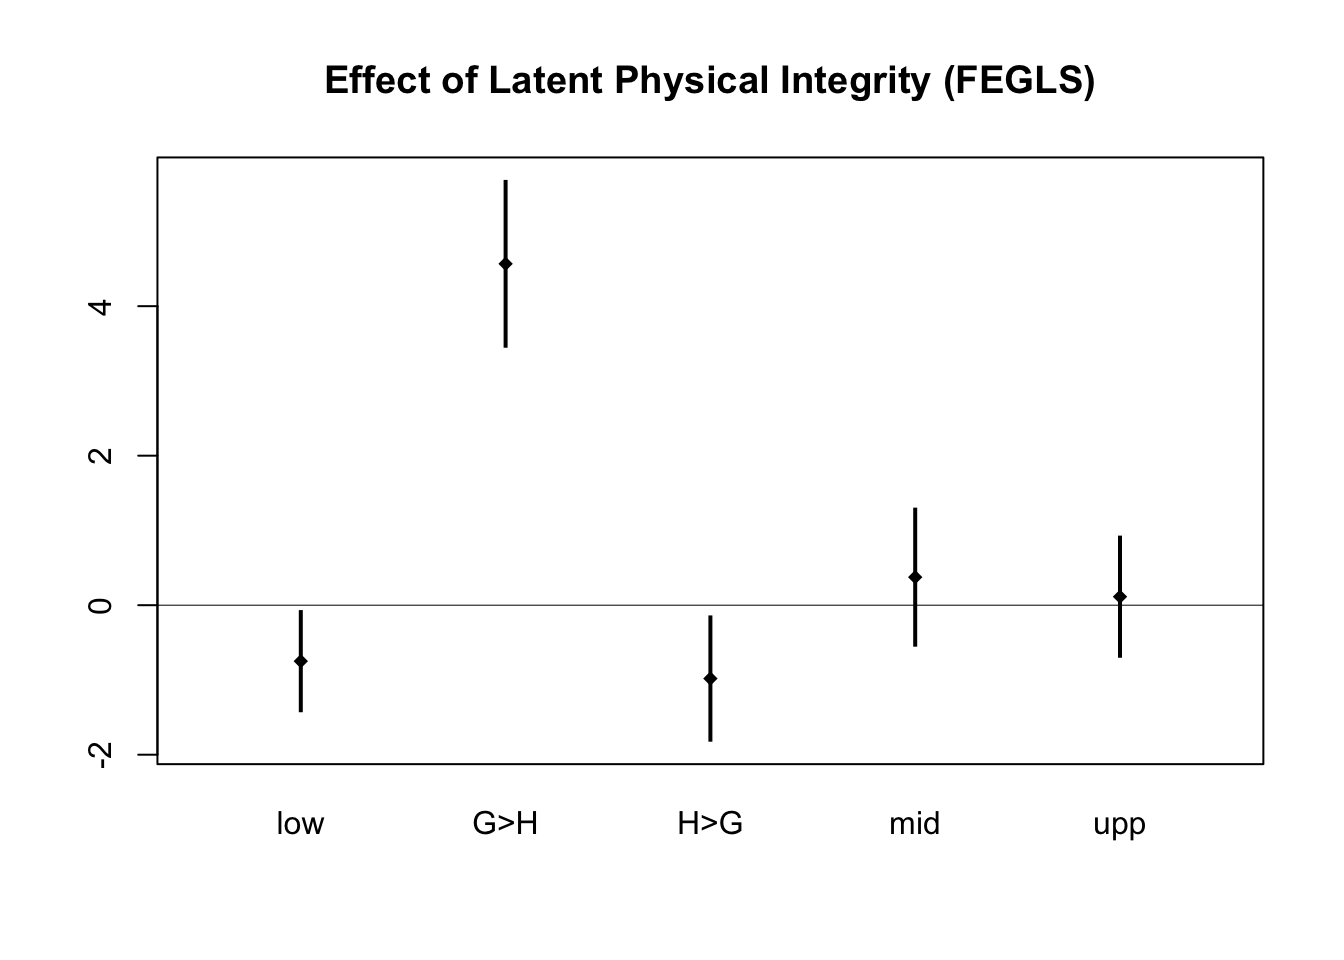 Effect of Latent Physical Integrity (FEGLS)
4
2
0
-2
low G>H H>G mid upp